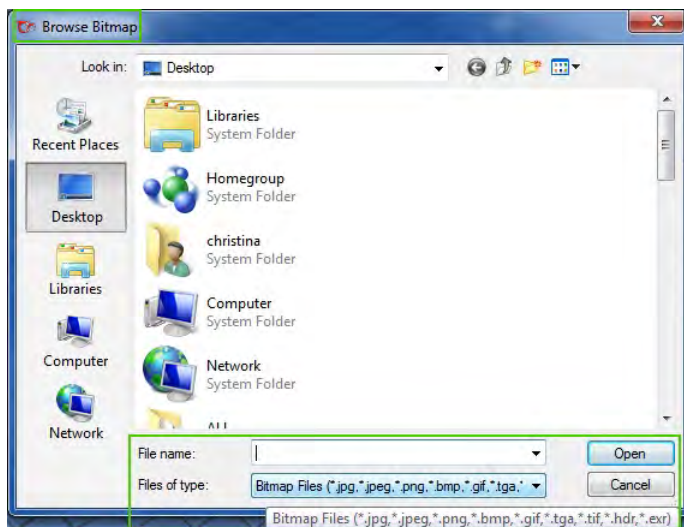 Browse Bitmap
Look in: Desktop
Recent Places
Desktop
Libraries
Computer
Network
Libraries
System Folder
Homegroup
System Folder
christina
System Folder
Computer
System Folder
Network
System Folder
File name: Open
Files of type: Bitmap Files (*.jpg,*.jpeg,*.png,*.bmp,*.gif,*.tga,* Cancel
Bitmap Files (*.jpg,*.jpeg,*.png,*.bmp,*.gif,*.tga,*.tif,*.hdr,*.exr)